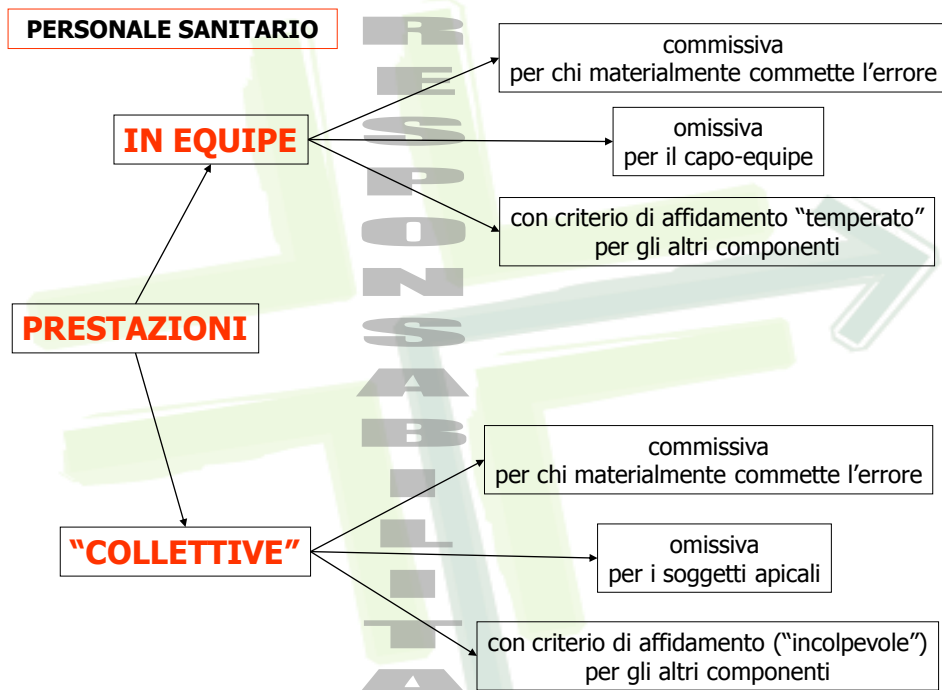 PERSONALE SANITARIO
RESPONSABILITA
PRESTAZIONI
IN EQUIPE
commissiva
per chi materialmente commette l’errore
omissiva
per il capo-equipe
con criterio di affidamento “temperato”
per gli altri componenti
“COLLETTIVE”
commissiva
per chi materialmente commette l’errore
omissiva
per i soggetti apicali
con criterio di affidamento (“incolpevole”)
per gli altri componenti